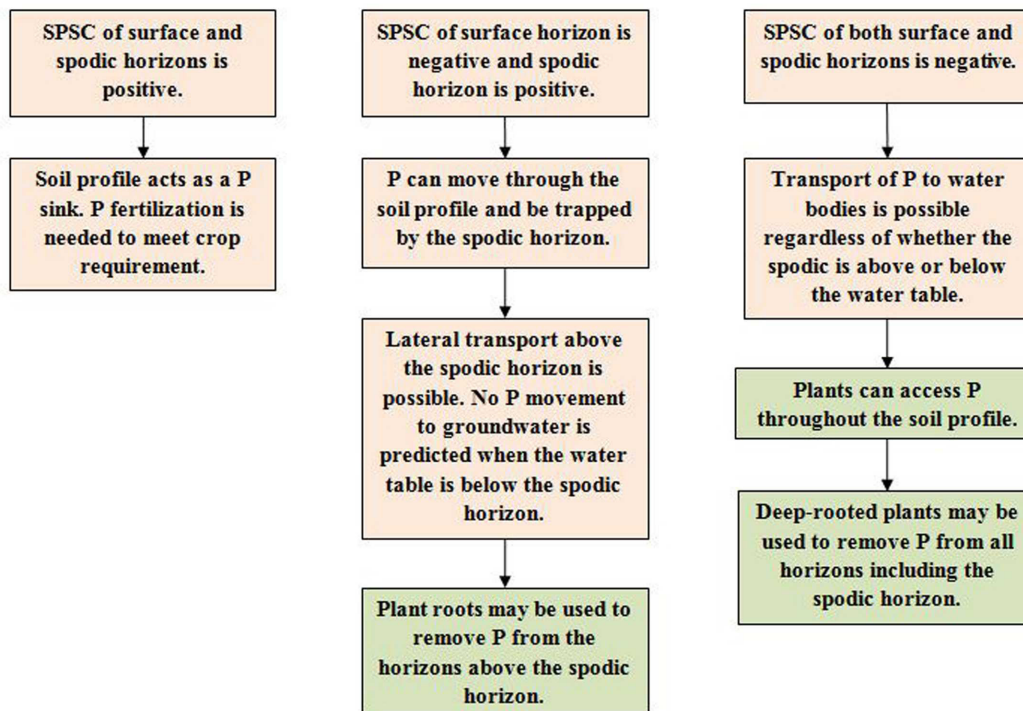 SPSC of surface and
spodic horizons is
positive.
Soil profile acts as a P
sink. P fertilization is
needed to meet crop
requirement.
SPSC of surface horizon is
negative and spodic
horizon is positive.
P can move through the
soil profile and be trapped
by the spodic horizon.
Lateral transport above
the spodic horizon is
possible. No P movement
to groundwater is
predicted when the water
table is below the spodic
horizon.
Plant roots may be used to
remove P from the
horizons above the spodic
horizon.
SPSC of both surface and
spodic horizons is negative.
Transport of P to water
bodies is possible
regardless of whether the
spodic is above or below
the water table.
Plants can access P
throughout the soil profile.
Deep-rooted plants may be
used to remove P from all
horizons including the
spodic horizon.